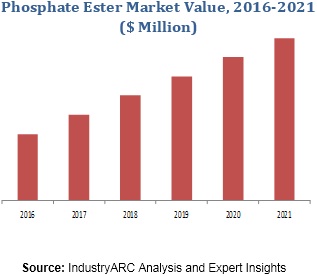 Phosphate Ester Market Value, 2016-2021
($ Million)
2016 2017 2018 2019 2020 2021
Source: IndustryARC Analysis and Expert Insights